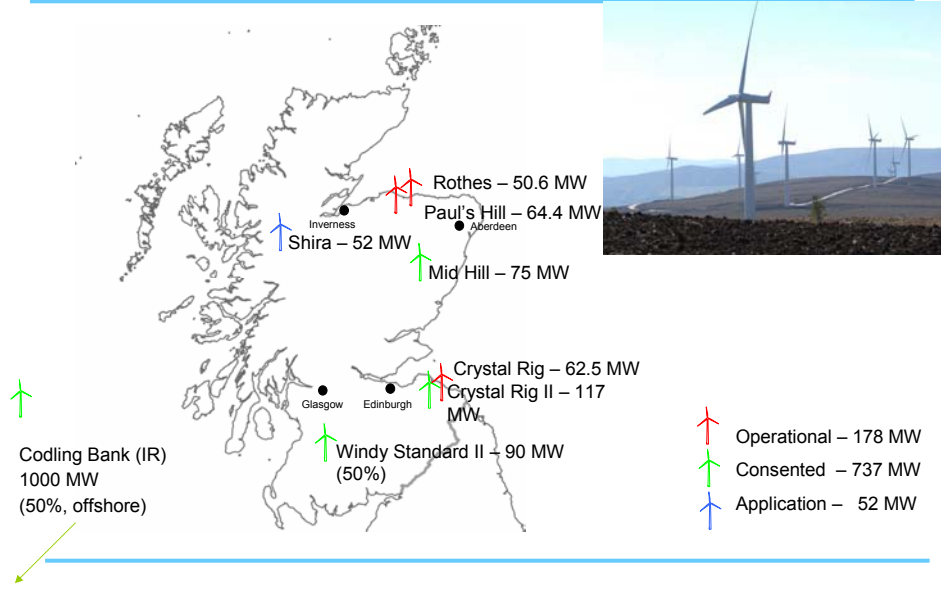 Rothes – 50.6 MW
Inverness
Paul's Hill – 64.4 MW
Aberdeen
Shira – 52 MW
Mid Hill – 75 MW
Crystal Rig – 62.5 MW
Crystal Rig II – 117
MW
Glasgow
Edinburgh
Windy Standard II – 90 MW
(50%)
Codling Bank (IR)
1000 MW
(50%, offshore)
Operational – 178 MW
Consented – 737 MW
Application – 52 MW